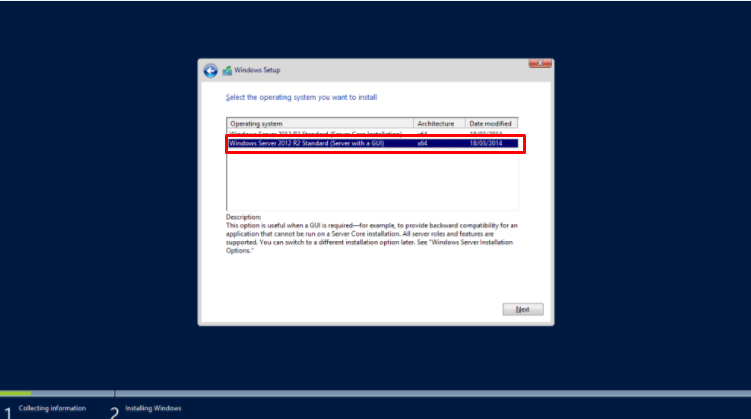 Windows Setup
Select the operating system you want to install
Operating system Architecture Date modified
Windows Server 2012 R2 Standard (Server Core Installation) x64 18/03/2014
Windows Server 2012 R2 Standard (Server with a GUI) x64 18/03/2014
Description:
This option is useful when a GUI is required—for example, to provide backward compatibility for an
application that cannot be run on a Server Core installation. All server roles and features are
supported. You can switch to a different installation option later. See "Windows Server Installation
Options."
Next
1 Collecting information 2 Installing Windows